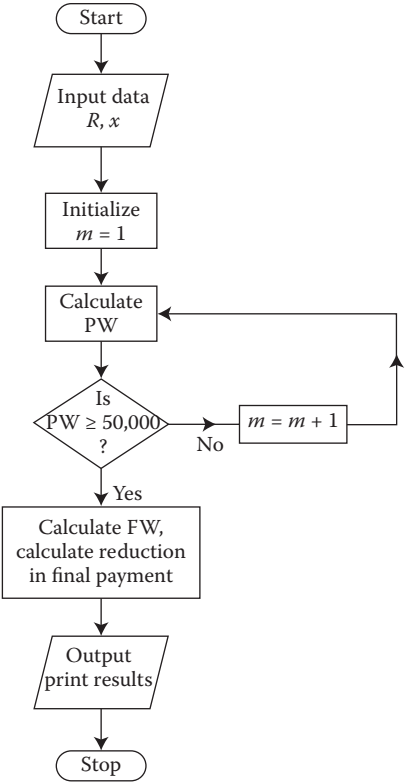 Start
Input data
R, x
Initialize
m = 1
Calculate
PW
Is
PW ≥ 50,000
?
No
m = m + 1
Yes
Calculate FW,
calculate reduction
in final payment
Output
print results
Stop